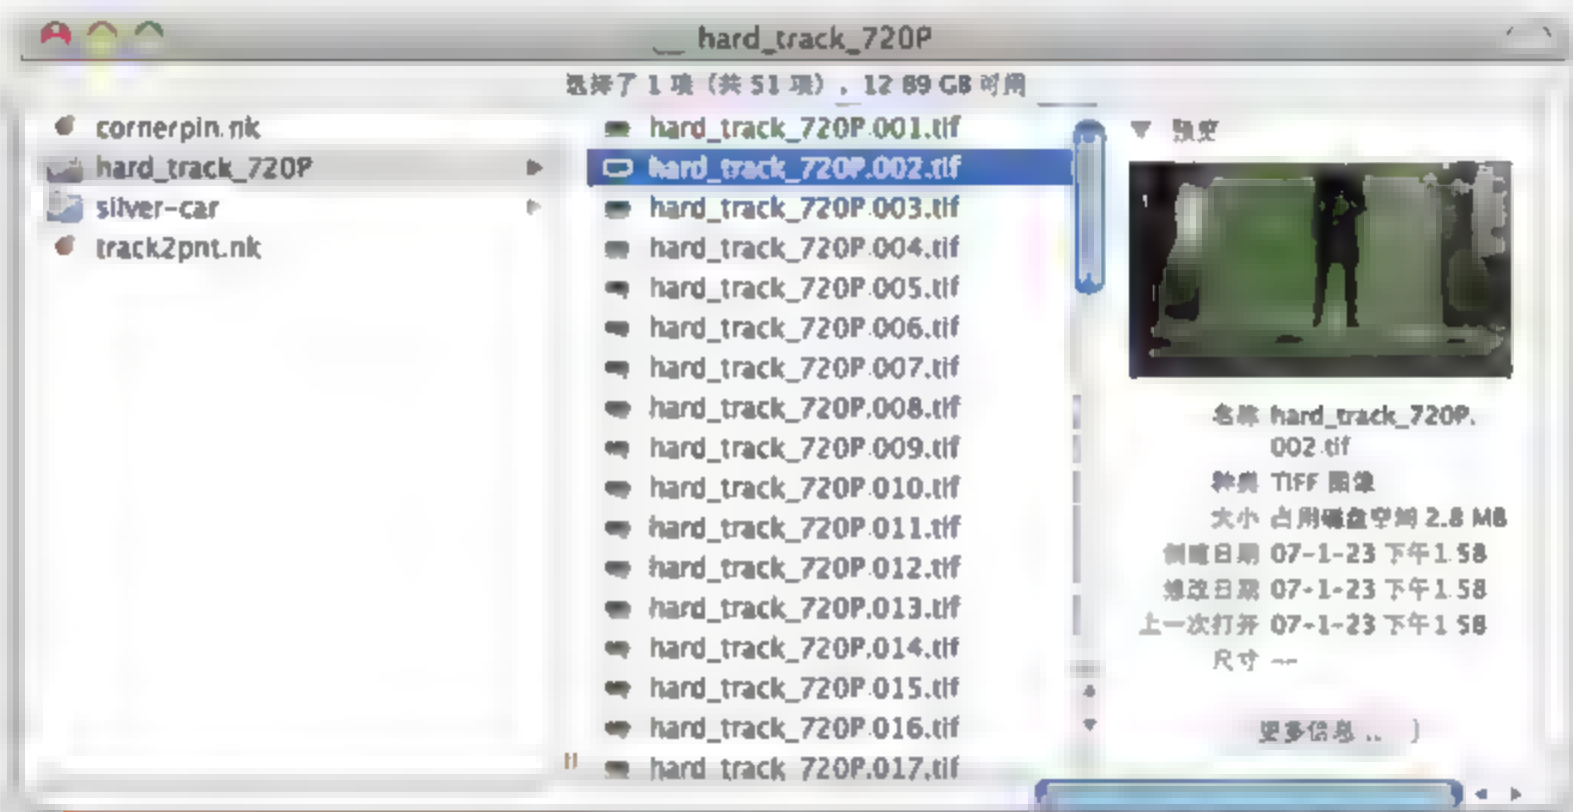 hard_track_720P
选择了 1 项（共 51 项），12.89 GB 可用
cornerpin.nk
hard_track_720P
silver-car
track2pnt.nk
hard_track_720P.001.tif
hard_track_720P.002.tif
hard_track_720P.003.tif
hard_track_720P.004.tif
hard_track_720P.005.tif
hard_track_720P.006.tif
hard_track_720P.007.tif
hard_track_720P.008.tif
hard_track_720P.009.tif
hard_track_720P.010.tif
hard_track_720P.011.tif
hard_track_720P.012.tif
hard_track_720P.013.tif
hard_track_720P.014.tif
hard_track_720P.015.tif
hard_track_720P.016.tif
hard_track_720P.017.tif
预览
名称 hard_track_720P.
002.tif
种类 TIFF 图像
大小 占用磁盘空间 2.8 MB
创建日期 07-1-23 下午1:58
修改日期 07-1-23 下午1:58
上一次打开 07-1-23 下午1:58
尺寸 --
更多信息...